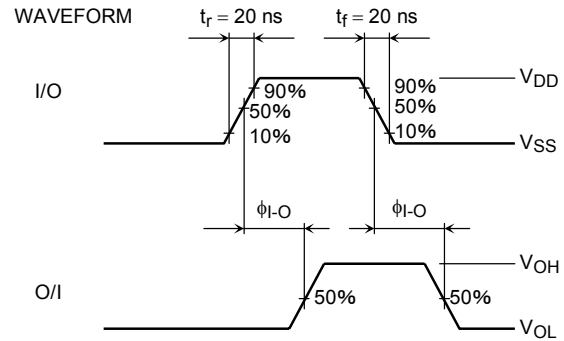 WAVEFORM
tr = 20 ns
tf = 20 ns
I/O
90%
50%
10%
90%
50%
10%
VDD
VSS
ϕI-O
ϕI-O
O/I
50%
50%
VOH
VOL